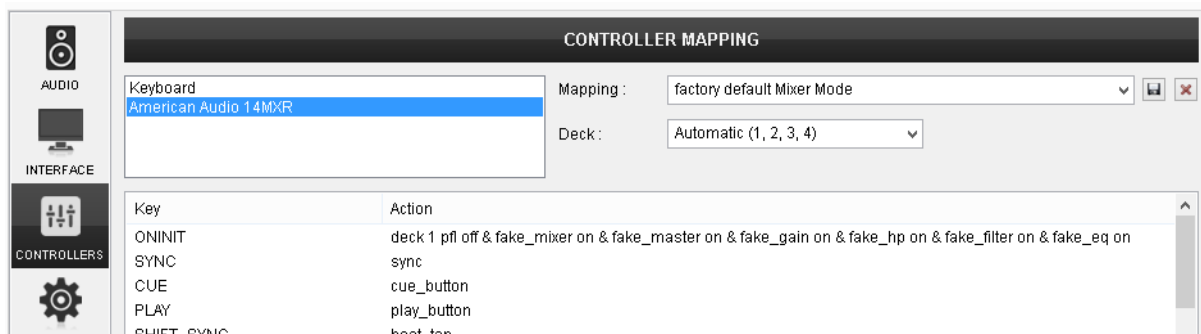 CONTROLLER MAPPING
AUDIO
Keyboard
American Audio 14MXR
Mapping :
factory default Mixer Mode
Deck :
Automatic (1, 2, 3, 4)
INTERFACE
Key Action
ONINIT deck 1 pfl off & fake_mixer on & fake_master on & fake_gain on & fake_hp on & fake_filter on & fake_eq on
CONTROLLERS
SYNC sync
CUE cue_button
PLAY play_button
SHIFT_SYNC beat_tap